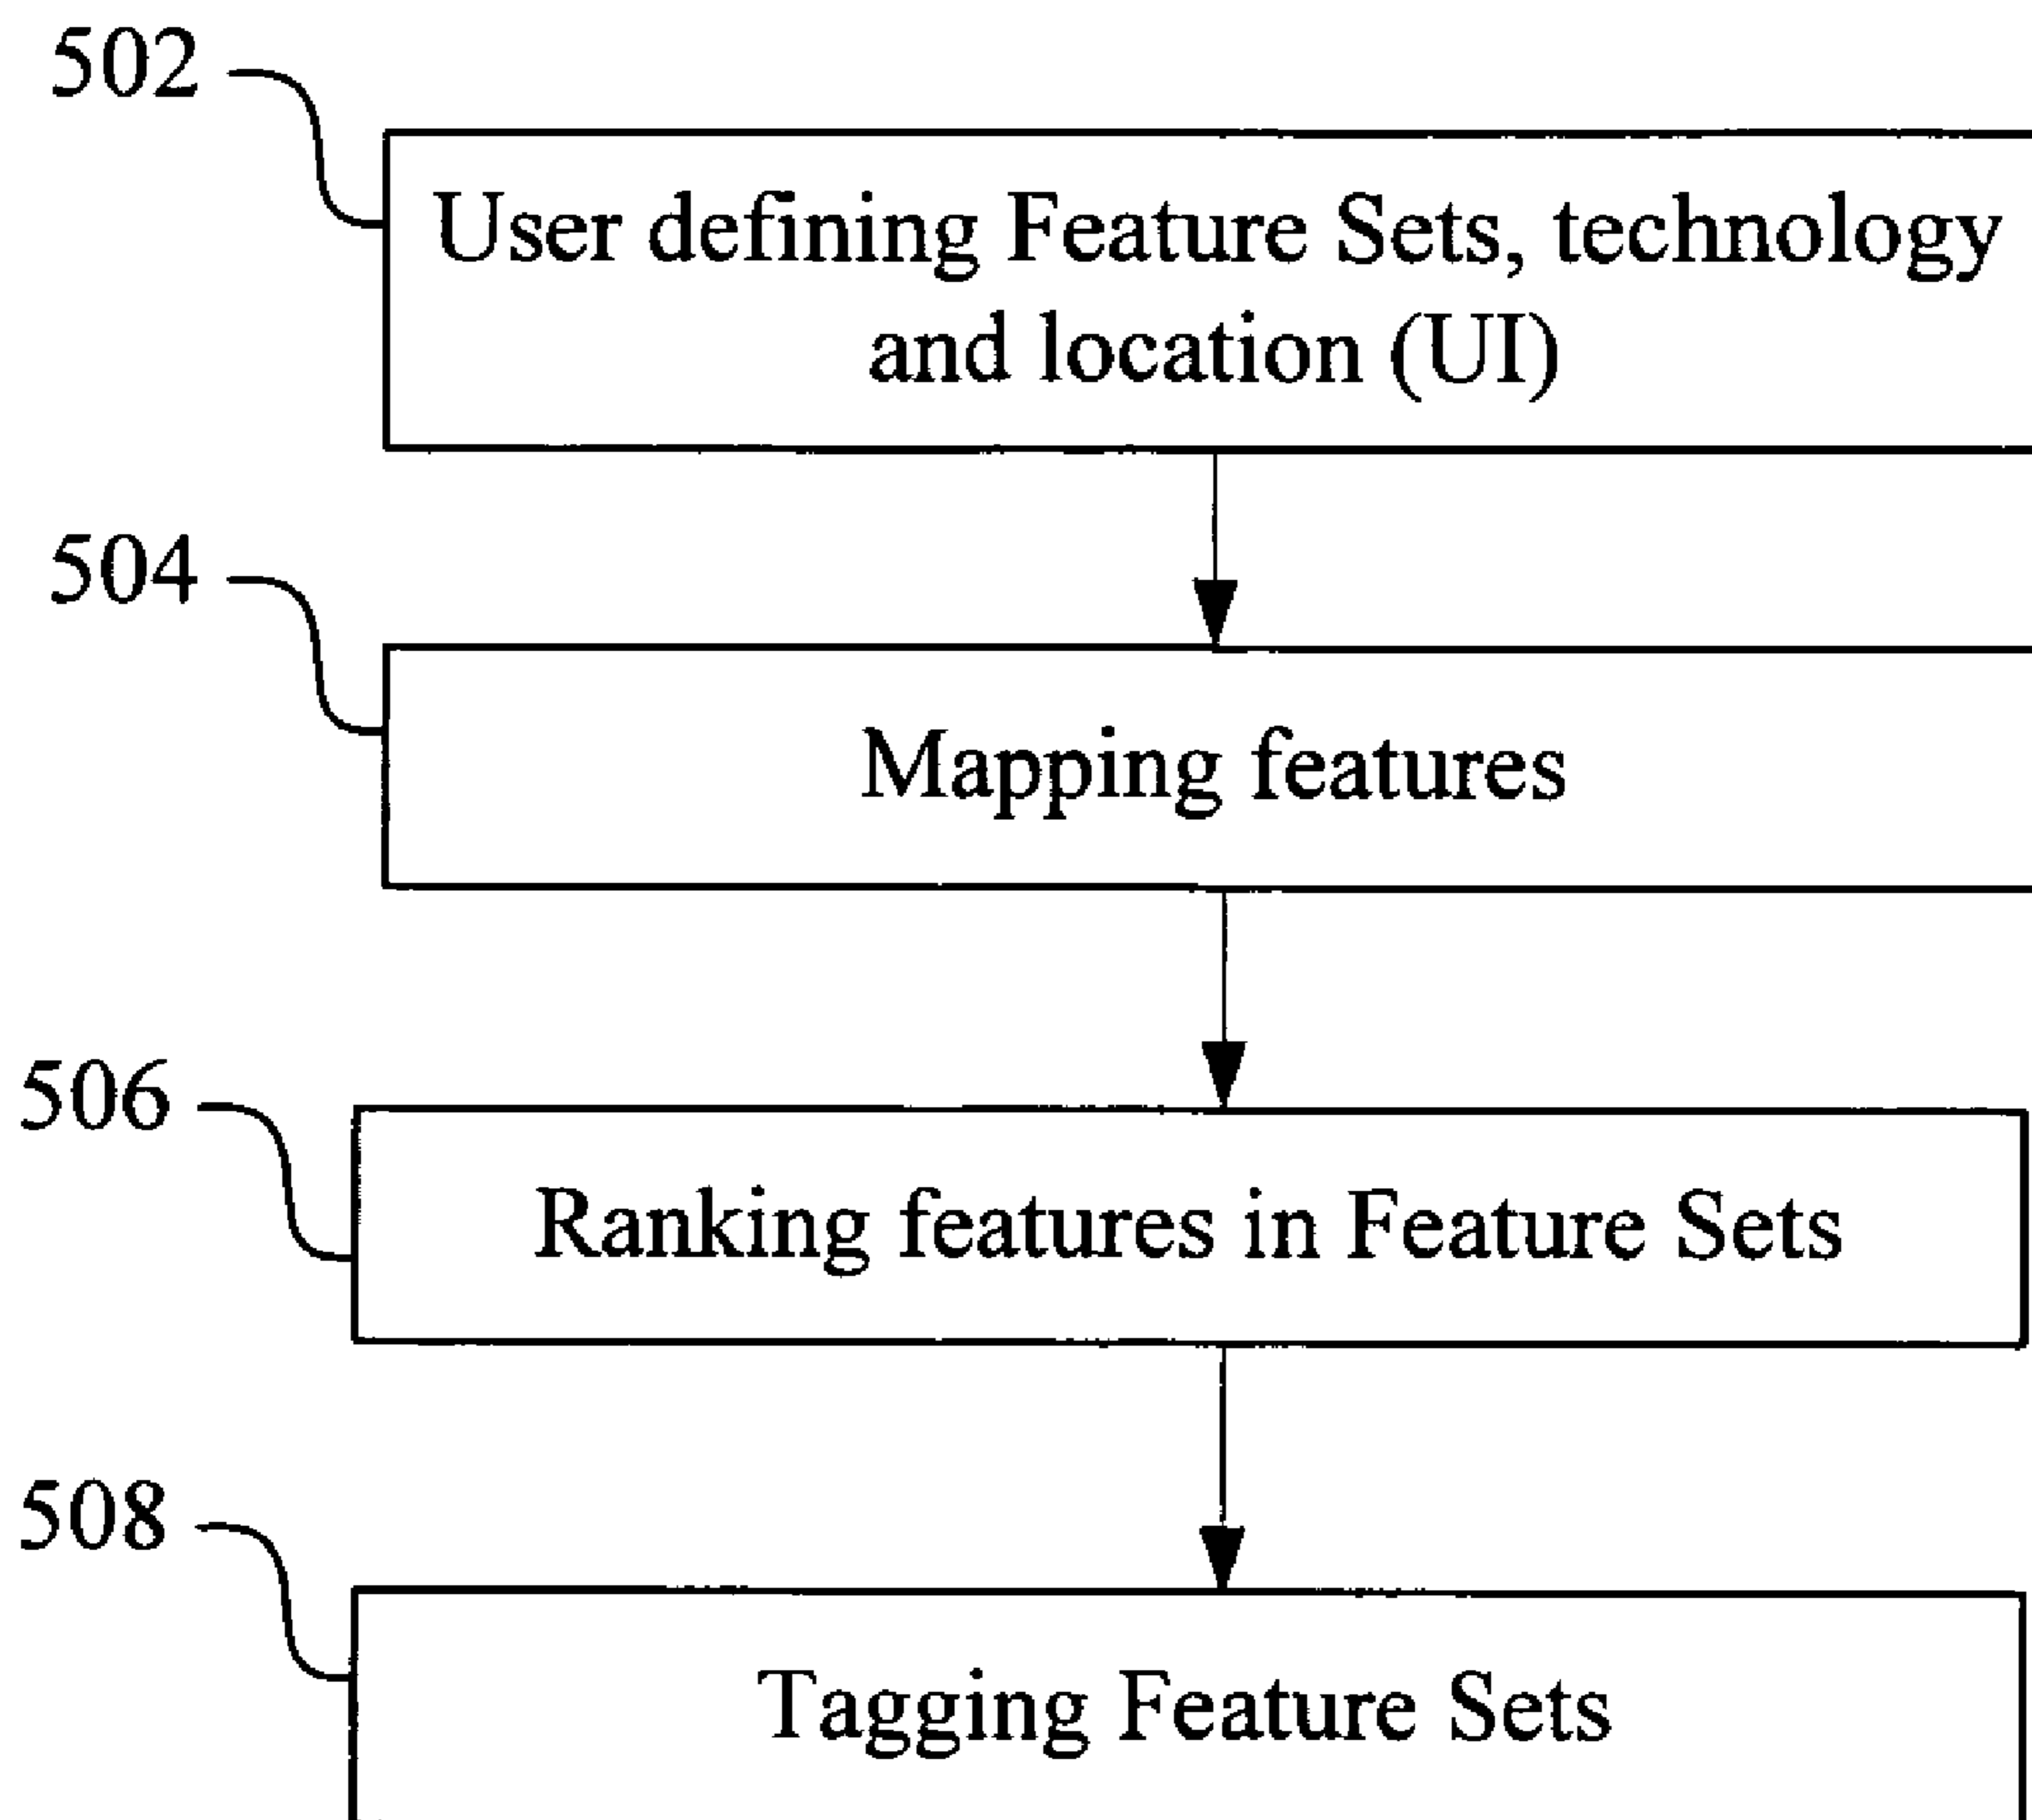 502
User defining Feature Sets, technology
and location (UI)
504
Mapping features
506
Ranking features in Feature Sets
508
Tagging Feature Sets